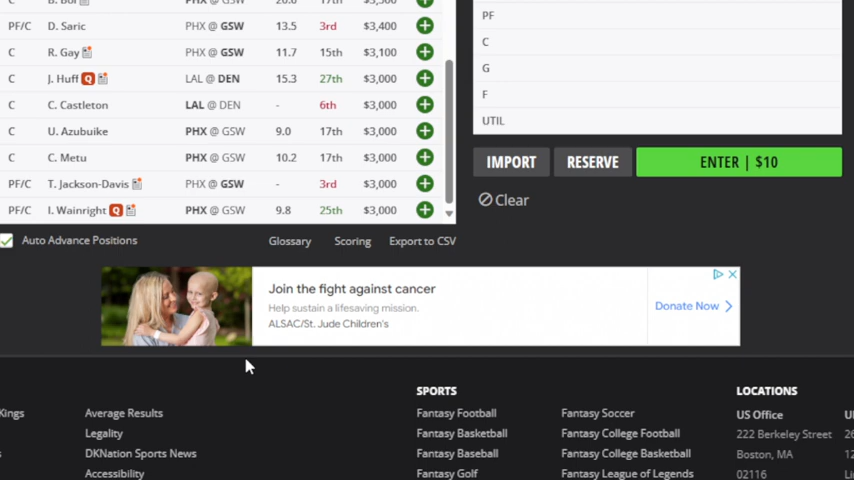 PF/C D. Saric PHX @ GSW 13.5 3rd $3,400
C R. Gay PHX @ GSW 11.7 15th $3,100
C J. Huff Q LAL @ DEN 15.3 27th $3,000
C C. Castleton LAL @ DEN - 6th $3,000
C U. Azubuike PHX @ GSW 9.0 17th $3,000
C C. Metu PHX @ GSW 10.2 17th $3,000
PF/C T. Jackson-Davis PHX @ GSW - 3rd $3,000
PF/C I. Wainright Q PHX @ GSW 9.8 25th $3,000
PF
C
G
F
UTIL
IMPORT RESERVE ENTER | $10
Clear
Auto Advance Positions Glossary Scoring Export to CSV
Join the fight against cancer
Help sustain a lifesaving mission.
ALSAC/St. Jude Children's
Donate Now
SPORTS LOCATIONS
Kings Average Results Fantasy Football Fantasy Soccer US Office
Legality Fantasy Basketball Fantasy College Football 222 Berkeley Street
DKNation Sports News Fantasy Baseball Fantasy College Basketball Boston, MA
Accessibility Fantasy Golf Fantasy League of Legends 02116